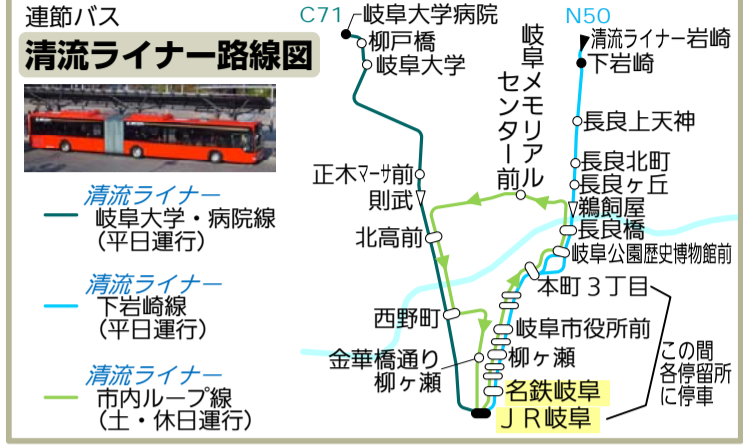 連節バス
清流ライナー路線図
清流ライナー
岐阜大学・病院線
(平日運行)
清流ライナー
下岩崎線
(平日運行)
清流ライナー
市内ループ線
(土・休日運行)
C71
岐阜大学病院
柳戸橋
岐阜大学
正木マーサ前
則武
北高前
西野町
金華橋通り
柳ヶ瀬
岐阜メモリアル
センター前
N50
清流ライナー岩崎
下岩崎
長良上天神
長良北町
長良ヶ丘
鵜飼屋
長良橋
岐阜公園歴史博物館前
本町3丁目
岐阜市役所前
柳ヶ瀬
名鉄岐阜
JR岐阜
この間
各停留所
に停車